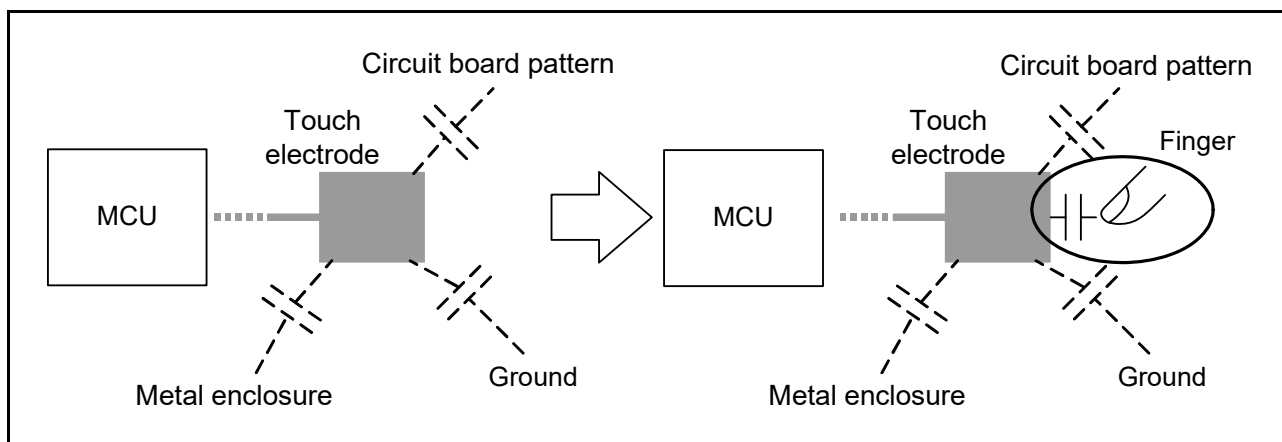 Circuit board pattern
Touch
electrode
MCU
Metal enclosure
Ground
Circuit board pattern
Touch
electrode
Finger
MCU
Metal enclosure
Ground